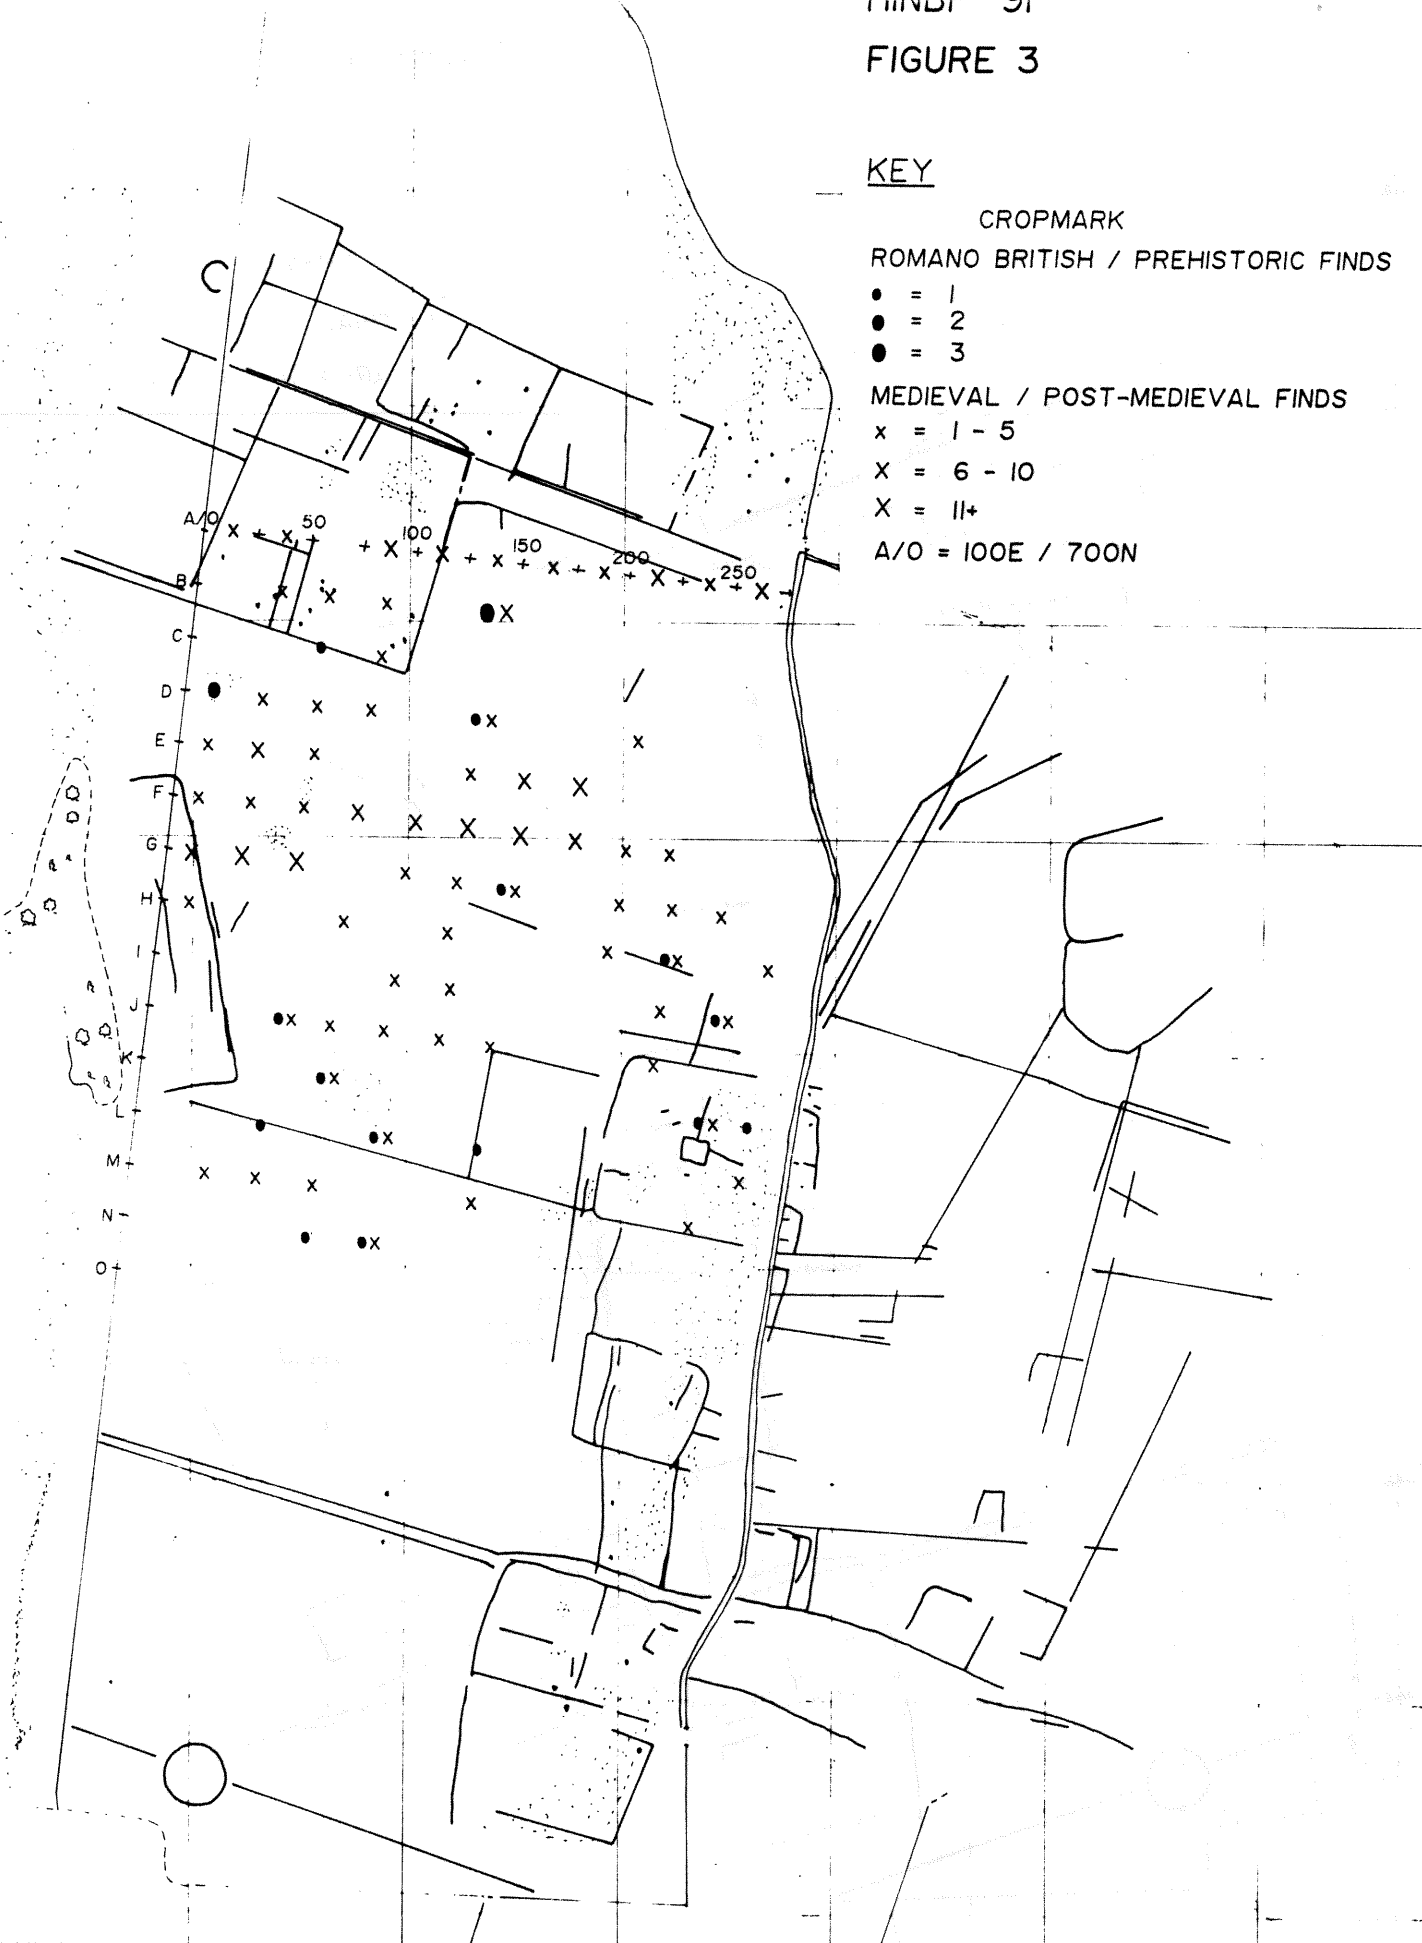 FIGURE 3
KEY
CROPMARK
ROMANO BRITISH / PREHISTORIC FINDS
• = 1
● = 2
● = 3
MEDIEVAL / POST-MEDIEVAL FINDS
x = 1 - 5
X = 6 - 10
X = 11+
A/O = 100E / 700N
A/O 50 100 150 200 250
B
C
D
E
F
G
H
I
J
K
L
M
N
O